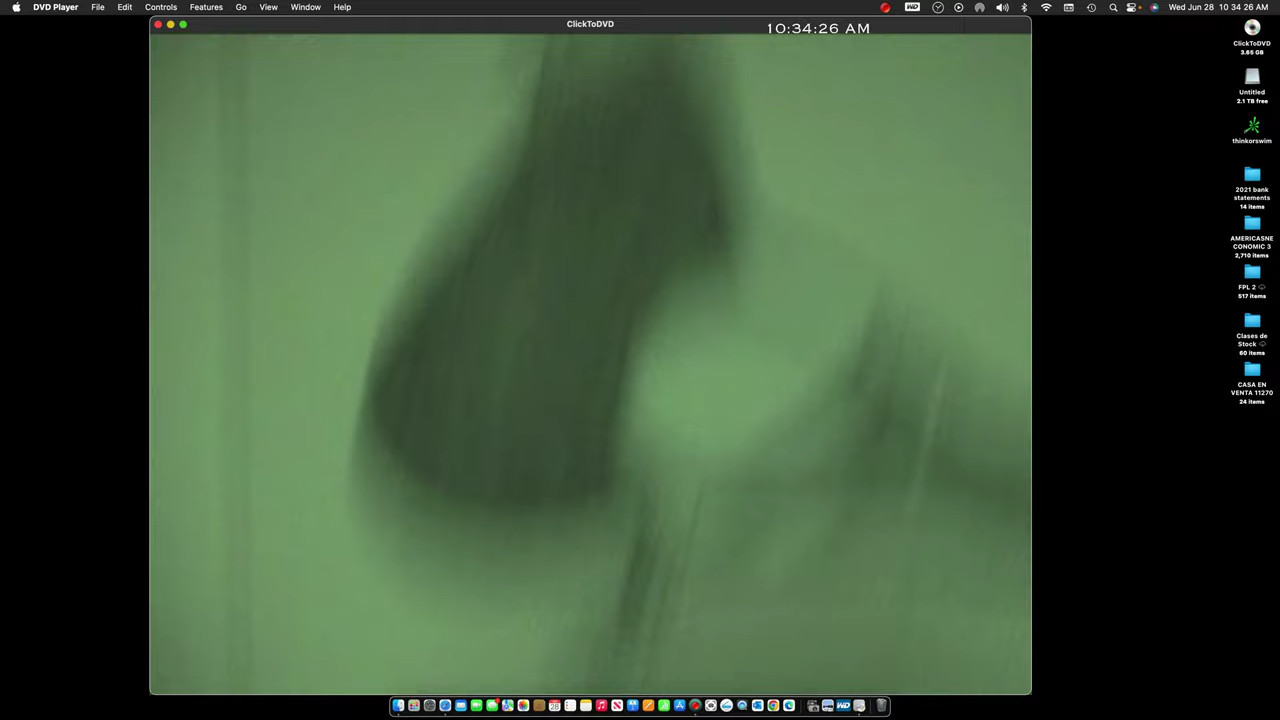 DVD Player File Edit Controls Features Go View Window Help Wed Jun 28 10 34 26 AM
ClickToDVD
10:34:26 AM
ClickToDVD
3.65 GB
Untitled
2.1 TB free
thinkorswim
2021 bank
statements
14 items
AMERICASNE
CONOMIC 3
2,710 items
FPL 2
517 items
Clases de
Stock
60 items
CASA EN
VENTA 11270
24 items